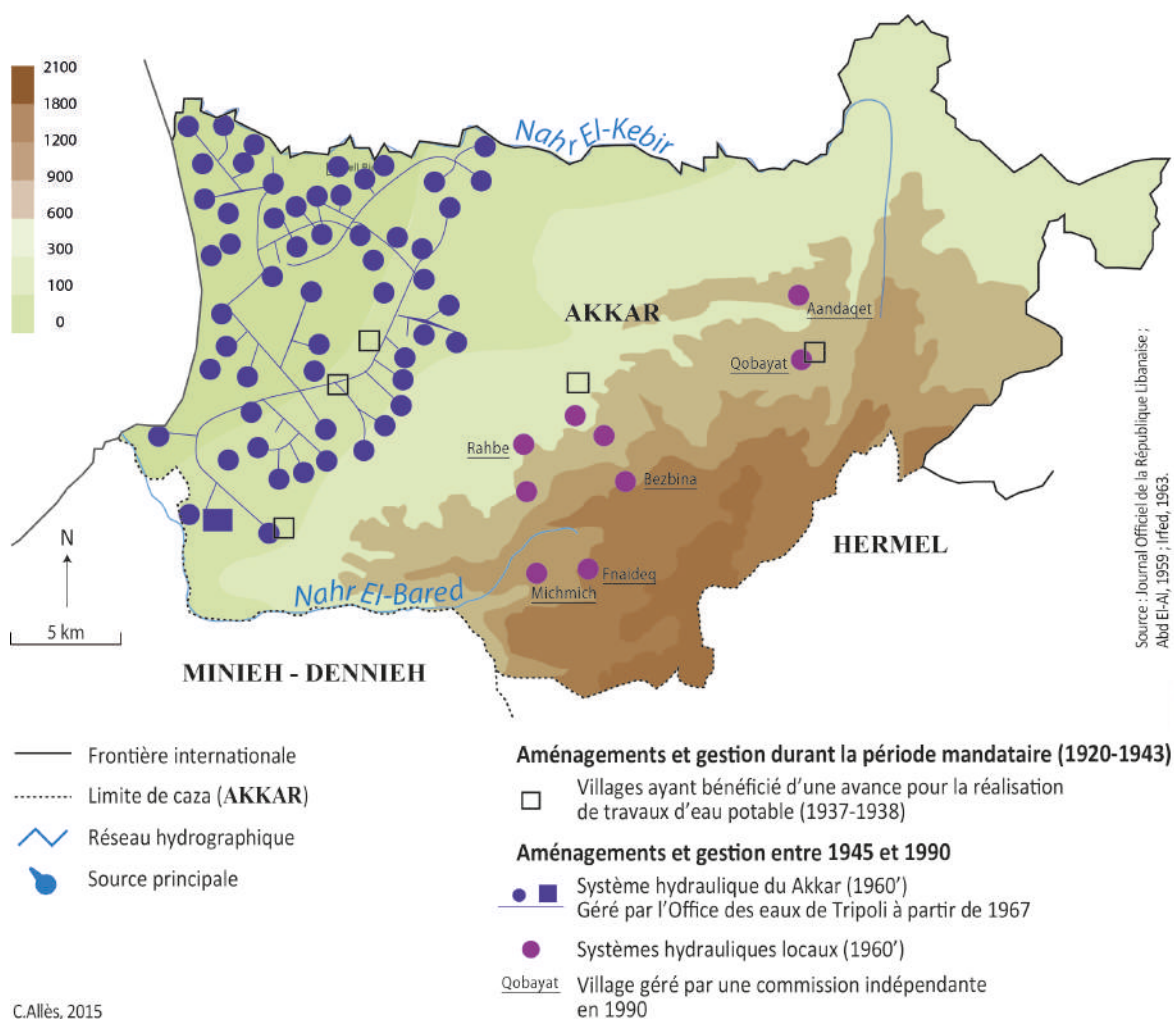 2100
1800
1200
900
600
300
100
0
Nahr El-Kebir
AKKAR
Aandaqet
Qobayat
Rahbe
Bezbina
HERMEL
Fnaideq
Michmich
Nahr El-Bared
N
5 km
MINIEH - DENNIEH
Source : Journal Officiel de la République Libanaise ;
Abd El-Al, 1959 ; Irfed, 1963.
Frontière internationale
Limite de caza (AKKAR)
Réseau hydrographique
Source principale
Aménagements et gestion durant la période mandataire (1920-1943)
Villages ayant bénéficié d'une avance pour la réalisation
de travaux d'eau potable (1937-1938)
Aménagements et gestion entre 1945 et 1990
Système hydraulique du Akkar (1960')
Géré par l'Office des eaux de Tripoli à partir de 1967
Systèmes hydrauliques locaux (1960')
Qobayat Village géré par une commission indépendante
en 1990
C.Allès, 2015